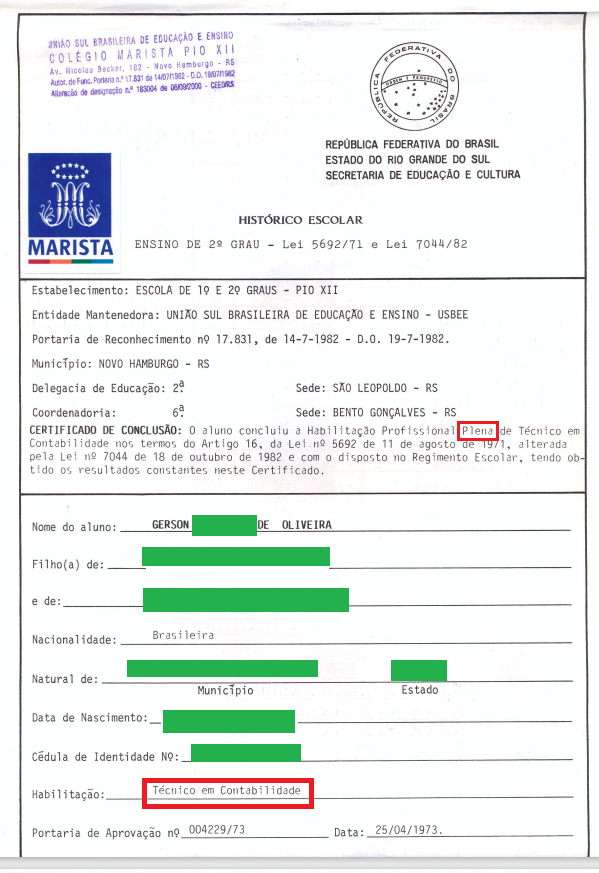 UNIÃO SUL BRASILEIRA DE EDUCAÇÃO E ENSINO
COLÉGIO MARISTA PIO XII
Av. Nicolau Becker, 182 - Novo Hamburgo - RS
Autor. de Func. Portaria n.º 17.831 de 14/07/1982 - D.O. 19/07/1982
Alteração de designação n.º 183004 de 06/09/2000 - CEED/RS
REPÚBLICA FEDERATIVA DO BRASIL
ORDEM E PROGRESSO
REPÚBLICA FEDERATIVA DO BRASIL
ESTADO DO RIO GRANDE DO SUL
SECRETARIA DE EDUCAÇÃO E CULTURA
MARISTA
HISTÓRICO ESCOLAR
ENSINO DE 2º GRAU - Lei 5692/71 e Lei 7044/82
Estabelecimento: ESCOLA DE 1º E 2º GRAUS - PIO XII
Entidade Mantenedora: UNIÃO SUL BRASILEIRA DE EDUCAÇÃO E ENSINO - USBEE
Portaria de Reconhecimento nº 17.831, de 14-7-1982 - D.O. 19-7-1982.
Município: NOVO HAMBURGO - RS
Delegacia de Educação: 2ª Sede: SÃO LEOPOLDO - RS
Coordenadoria: 6ª Sede: BENTO GONÇALVES - RS
CERTIFICADO DE CONCLUSÃO: O aluno concluiu a Habilitação Profissional Plena de Técnico em
Contabilidade nos termos do Artigo 16, da Lei nº 5692 de 11 de agosto de 1971, alterada
pela Lei nº 7044 de 18 de outubro de 1982 e com o disposto no Regimento Escolar, tendo ob-
tido os resultados constantes neste Certificado.
Nome do aluno: GERSON DE OLIVEIRA
Filho(a) de:
e de:
Nacionalidade: Brasileira
Natural de:
Município Estado
Data de Nascimento:
Cédula de Identidade Nº:
Habilitação: Técnico em Contabilidade
Portaria de Aprovação nº 004229/73 Data: 25/04/1973.